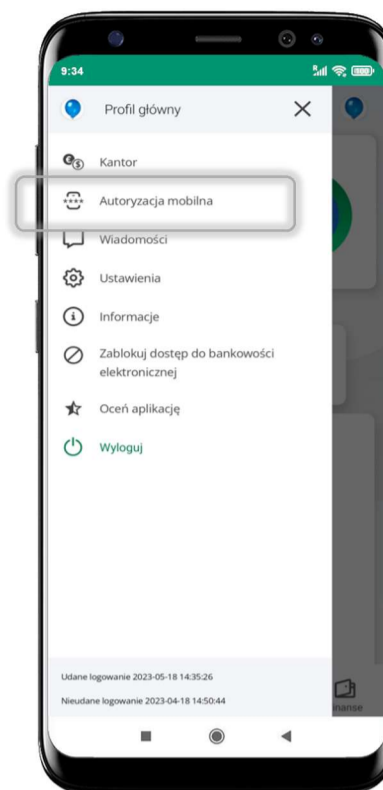 9:34
Profil główny
Kantor
Autoryzacja mobilna
Wiadomości
Ustawienia
Informacje
Zablokuj dostęp do bankowości
elektronicznej
Oceń aplikację
Wyloguj
Udane logowanie 2023-05-18 14:35:26
Nieudane logowanie 2023-04-18 14:50:44
inanse